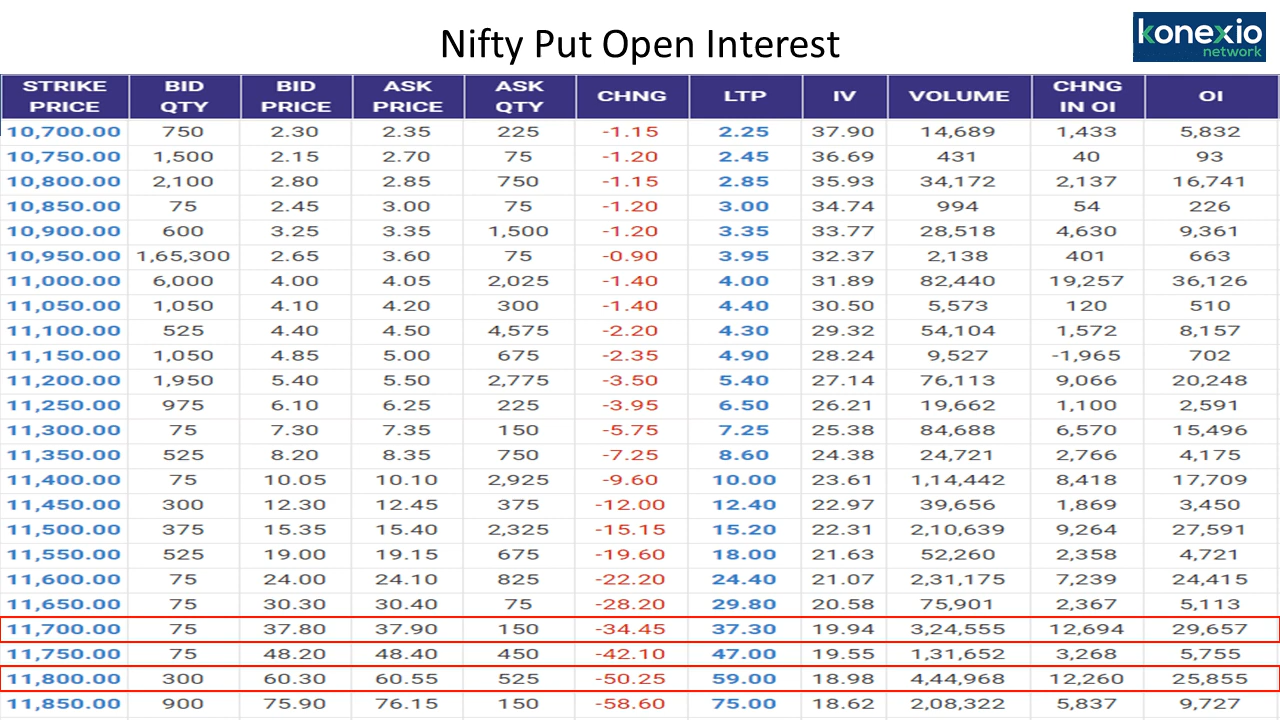 Nifty Put Open Interest
konexio
network
STRIKE PRICE BID QTY BID PRICE ASK PRICE ASK QTY CHNG LTP IV VOLUME CHNG IN OI OI
10,700.00 750 2.30 2.35 225 -1.15 2.25 37.90 14,689 1,433 5,832
10,750.00 1,500 2.15 2.70 75 -1.20 2.45 36.69 431 40 93
10,800.00 2,100 2.80 2.85 750 -1.15 2.85 35.93 34,172 2,137 16,741
10,850.00 75 2.45 3.00 75 -1.20 3.00 34.74 994 54 226
10,900.00 600 3.25 3.35 1,500 -1.20 3.35 33.77 28,518 4,630 9,361
10,950.00 1,65,300 2.65 3.60 75 -0.90 3.95 32.37 2,138 401 663
11,000.00 6,000 4.00 4.05 2,025 -1.40 4.00 31.89 82,440 19,257 36,126
11,050.00 1,050 4.10 4.20 300 -1.40 4.40 30.50 5,573 120 510
11,100.00 525 4.40 4.50 4,575 -2.20 4.30 29.32 54,104 1,572 8,157
11,150.00 1,050 4.85 5.00 675 -2.35 4.90 28.24 9,527 -1,965 702
11,200.00 1,950 5.40 5.50 2,775 -3.50 5.40 27.14 76,113 9,066 20,248
11,250.00 975 6.10 6.25 225 -3.95 6.50 26.21 19,662 1,100 2,591
11,300.00 75 7.30 7.35 150 -5.75 7.25 25.38 84,688 6,570 15,496
11,350.00 525 8.20 8.35 750 -7.25 8.60 24.38 24,721 2,766 4,175
11,400.00 75 10.05 10.10 2,925 -9.60 10.00 23.61 1,14,442 8,418 17,709
11,450.00 300 12.30 12.45 375 -12.00 12.40 22.97 39,656 1,869 3,450
11,500.00 375 15.35 15.40 2,325 -15.15 15.20 22.31 2,10,639 9,264 27,591
11,550.00 525 19.00 19.15 675 -19.60 18.00 21.63 52,260 2,358 4,721
11,600.00 75 24.00 24.10 825 -22.20 24.40 21.07 2,31,175 7,239 24,415
11,650.00 75 30.30 30.40 75 -28.20 29.80 20.58 75,901 2,367 5,113
11,700.00 75 37.80 37.90 150 -34.45 37.30 19.94 3,24,555 12,694 29,657
11,750.00 75 48.20 48.40 450 -42.10 47.00 19.55 1,31,652 3,268 5,755
11,800.00 300 60.30 60.55 525 -50.25 59.00 18.98 4,44,968 12,260 25,855
11,850.00 900 75.90 76.15 150 -58.60 75.00 18.62 2,08,322 5,837 9,727